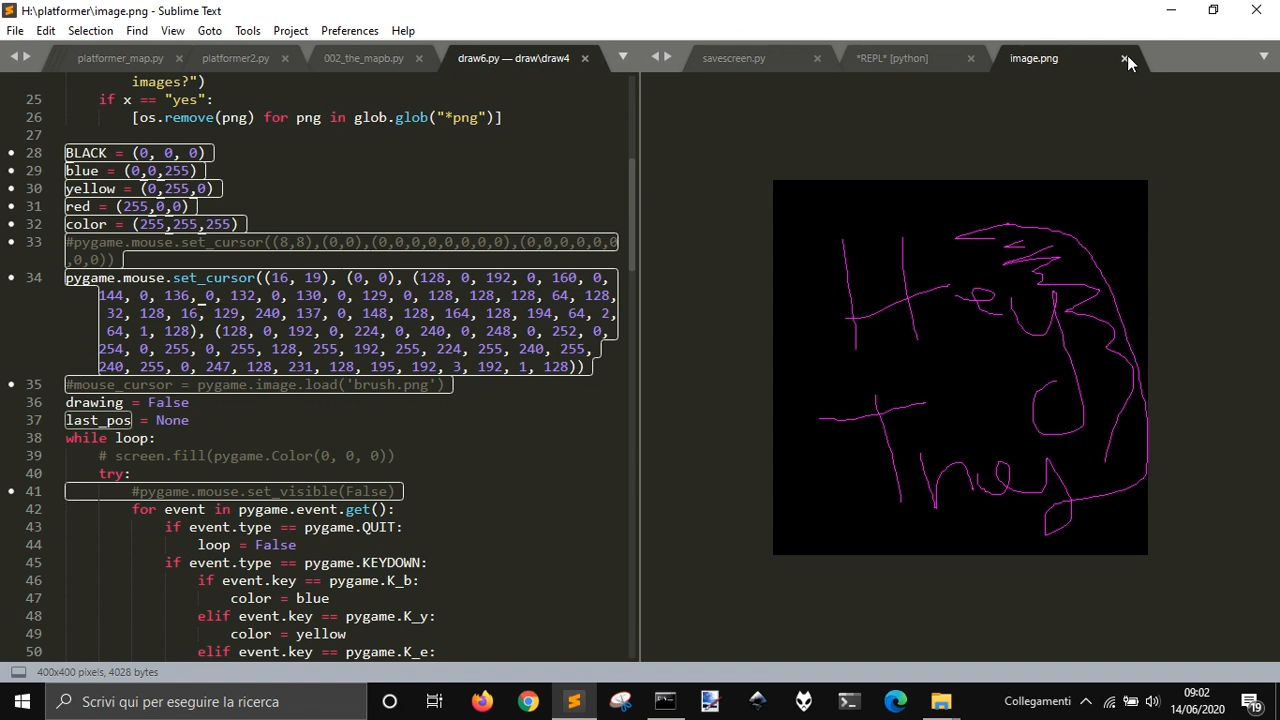 H:\platformer\image.png - Sublime Text
File Edit Selection Find View Goto Tools Project Preferences Help
platformer_map.py platformer2.py 002_the_mapb.py draw6.py — draw\draw4 savescreen.py *REPL* [python] image.png
images?")
25 if x == "yes":
26 [os.remove(png) for png in glob.glob("*png")]
27
28 BLACK = (0, 0, 0)
29 blue = (0,0,255)
30 yellow = (0,255,0)
31 red = (255,0,0)
32 color = (255,255,255)
33 #pygame.mouse.set_cursor((8,8),(0,0),(0,0,0,0,0,0,0,0),(0,0,0,0,0,0
,0,0))
34 pygame.mouse.set_cursor((16, 19), (0, 0), (128, 0, 192, 0, 160, 0,
144, 0, 136, 0, 132, 0, 130, 0, 129, 0, 128, 128, 128, 64, 128,
32, 128, 16, 129, 240, 137, 0, 148, 128, 164, 128, 194, 64, 2,
64, 1, 128), (128, 0, 192, 0, 224, 0, 240, 0, 248, 0, 252, 0,
254, 0, 255, 0, 255, 128, 255, 192, 255, 224, 255, 240, 255,
240, 255, 0, 247, 128, 231, 128, 195, 192, 3, 192, 1, 128))
35 #mouse_cursor = pygame.image.load('brush.png')
36 drawing = False
37 last_pos = None
38 while loop:
39 # screen.fill(pygame.Color(0, 0, 0))
40 try:
41 #pygame.mouse.set_visible(False)
42 for event in pygame.event.get():
43 if event.type == pygame.QUIT:
44 loop = False
45 if event.type == pygame.KEYDOWN:
46 if event.key == pygame.K_b:
47 color = blue
48 elif event.key == pygame.K_y:
49 color = yellow
50 elif event.key == pygame.K_e:
400x400 pixels, 4028 bytes
Scrivi qui per eseguire la ricerca
Collegamenti
09:02
14/06/2020
19